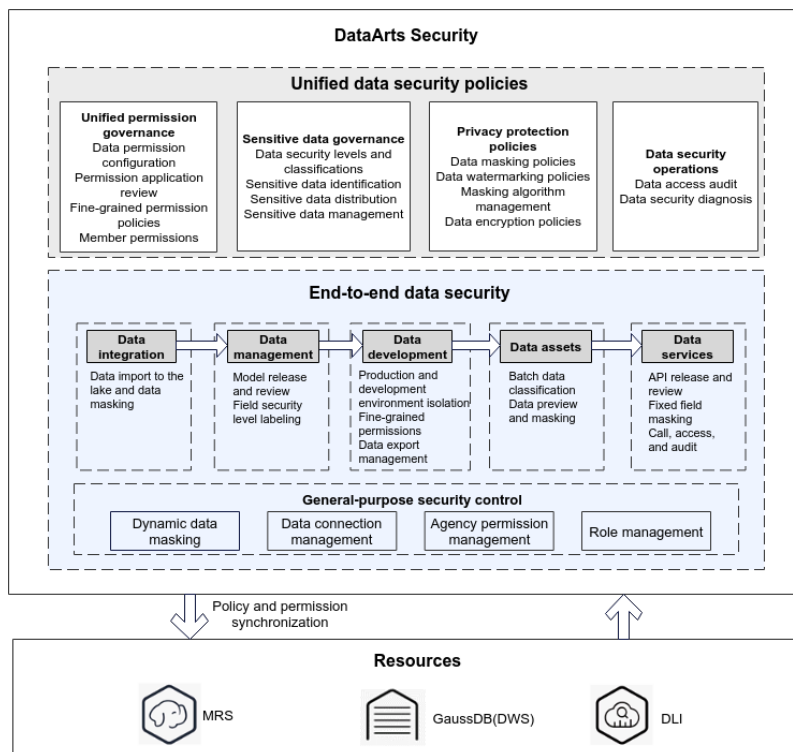 DataArts Security
Unified data security policies
Unified permission
governance
Data permission
configuration
Permission application
review
Fine-grained permission
policies
Member permissions
Sensitive data governance
Data security levels and
classifications
Sensitive data identification
Sensitive data distribution
Sensitive data management
Privacy protection
policies
Data masking policies
Data watermarking policies
Masking algorithm
management
Data encryption policies
Data security
operations
Data access audit
Data security diagnosis
End-to-end data security
Data
integration
Data import to the
lake and data
masking
Data
management
Model release
and review
Field security
level labeling
Data
development
Production and
development
environment isolation
Fine-grained
permissions
Data export
management
Data assets
Batch data
classification
Data preview
and masking
Data
services
API release and
review
Fixed field
masking
Call, access,
and audit
General-purpose security control
Dynamic data
masking
Data connection
management
Agency permission
management
Role management
Policy and permission
synchronization
Resources
MRS
GaussDB(DWS)
DLI